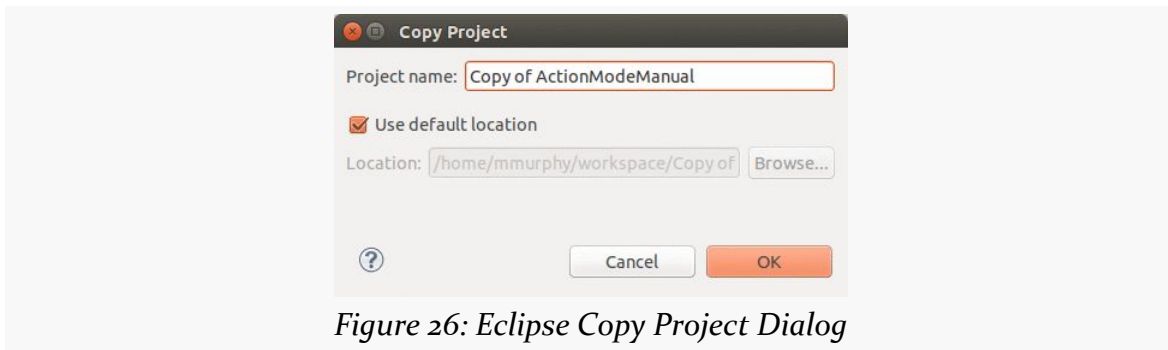 Copy Project
Project name: Copy of ActionModeManual
Use default location
Location: /home/mmurphy/workspace/Copy of Browse...
? Cancel OK
Figure 26: Eclipse Copy Project Dialog